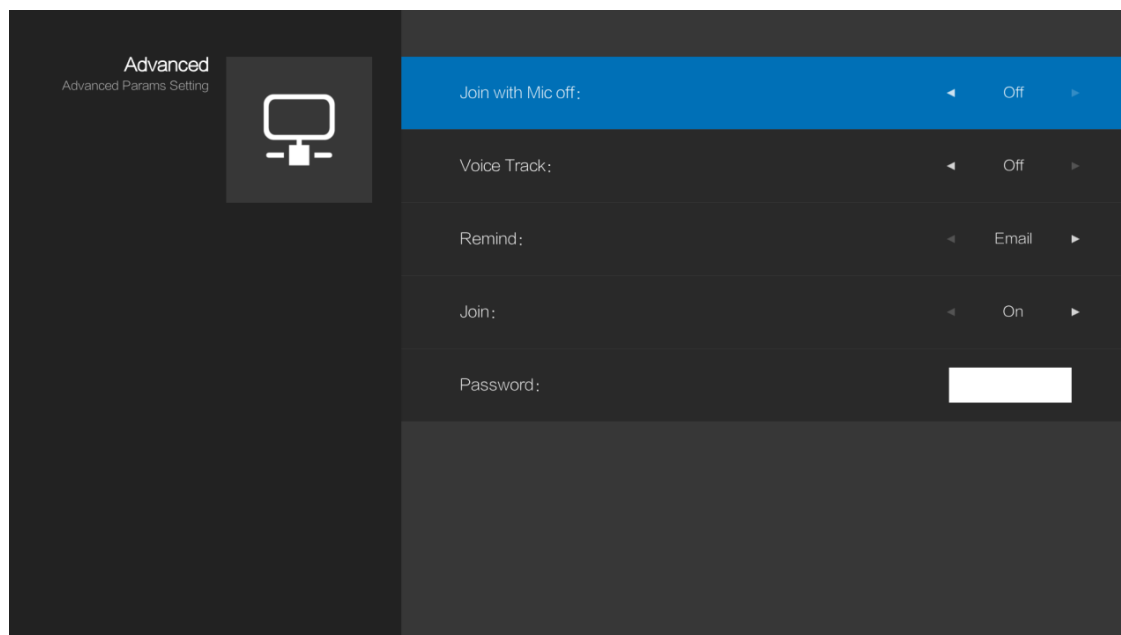 Advanced
Advanced Params Setting
Join with Mic off: Off
Voice Track: Off
Remind: Email
Join: On
Password: